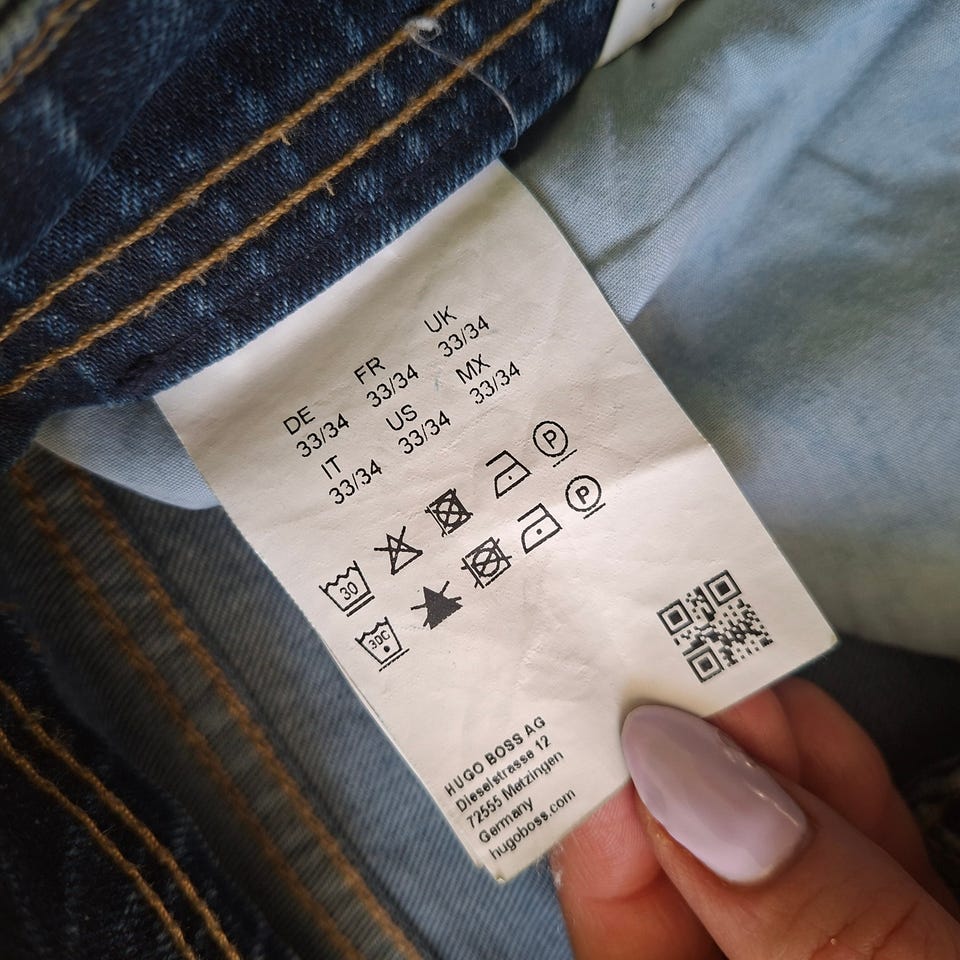 DE FR UK
33/34 33/34 33/34
IT US MX
33/34 33/34 33/34
30 P
3DC P
HUGO BOSS AG
Dieselstrasse 12
72555 Metzingen
Germany
hugoboss.com